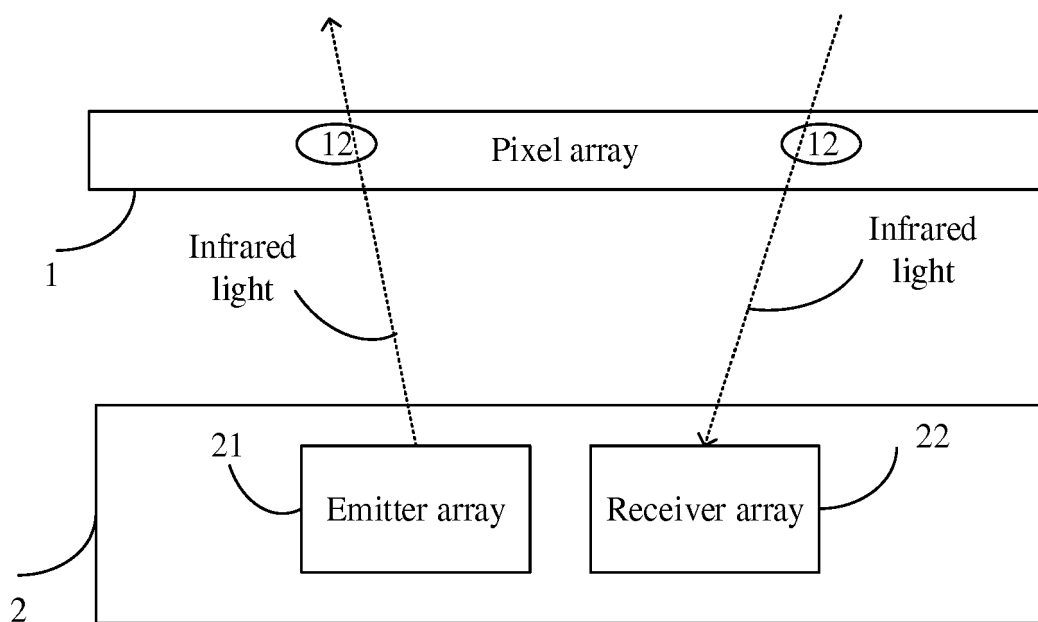 12
Pixel array
12
1
Infrared
light
Infrared
light
21
Emitter array
Receiver array
22
2